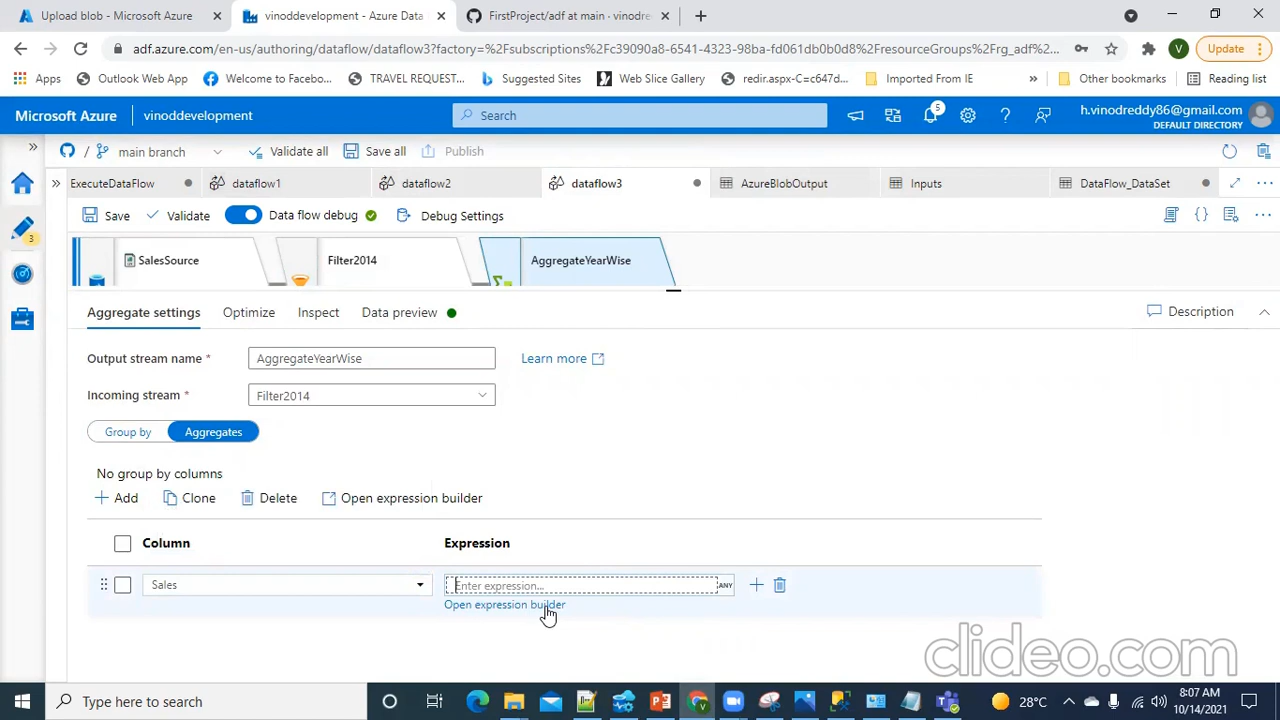 Upload blob - Microsoft Azure
vinoddevelopment - Azure Data
FirstProject/adf at main · vinodre
adf.azure.com/en-us/authoring/dataflow/dataflow3?factory=%2Fsubscriptions%2Fc39090a8-6541-4323-98ba-fd061db0b0d8%2FresourceGroups%2Frg_adf%2...
V
Update
Apps
Outlook Web App
Welcome to Facebo...
TRAVEL REQUEST...
Suggested Sites
Web Slice Gallery
redir.aspx-C=c647d...
Imported From IE
»
Other bookmarks
Reading list
Microsoft Azure
vinoddevelopment
Search
5
h.vinodreddy86@gmail.com
DEFAULT DIRECTORY
main branch
Validate all
Save all
Publish
ExecuteDataFlow
dataflow1
dataflow2
dataflow3
AzureBlobOutput
Inputs
DataFlow_DataSet
Save
Validate
Data flow debug
Debug Settings
3
SalesSource
Filter2014
AggregateYearWise
Aggregate settings
Optimize
Inspect
Data preview
Description
Output stream name *
AggregateYearWise
Learn more
Incoming stream *
Filter2014
Group by
Aggregates
No group by columns
Add
Clone
Delete
Open expression builder
Column
Expression
Sales
Enter expression...
ANY
Open expression builder
clideo.com
Type here to search
28°C
ENG
8:07 AM
10/14/2021